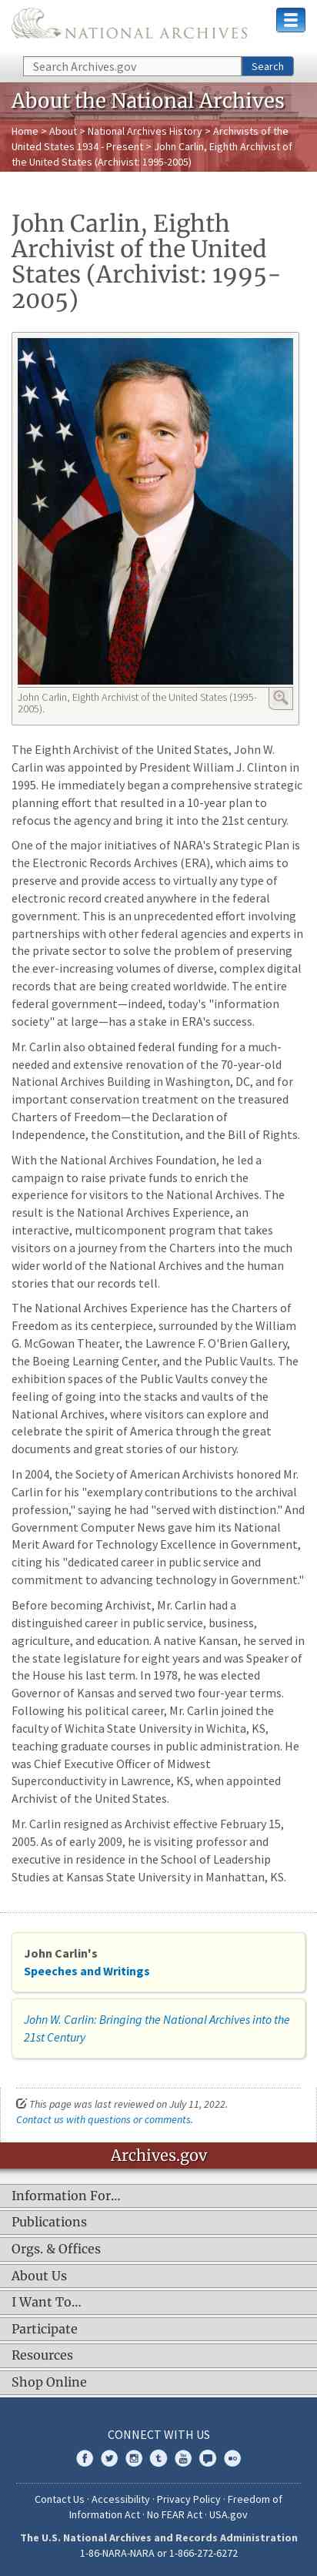 NATIONAL ARCHIVES
Search Archives.gov
Search
About the National Archives
Home > About > National Archives History > Archivists of the
United States 1934 - Present > John Carlin, Eighth Archivist of
the United States (Archivist: 1995-2005)
John Carlin, Eighth
Archivist of the United
States (Archivist: 1995-
2005)
John Carlin, Eighth Archivist of the United States (1995-
2005).
The Eighth Archivist of the United States, John W.
Carlin was appointed by President William J. Clinton in
1995. He immediately began a comprehensive strategic
planning effort that resulted in a 10-year plan to
refocus the agency and bring it into the 21st century.
One of the major initiatives of NARA's Strategic Plan is
the Electronic Records Archives (ERA), which aims to
preserve and provide access to virtually any type of
electronic record created anywhere in the federal
government. This is an unprecedented effort involving
partnerships with other federal agencies and experts in
the private sector to solve the problem of preserving
the ever-increasing volumes of diverse, complex digital
records that are being created worldwide. The entire
federal government—indeed, today's "information
society" at large—has a stake in ERA's success.
Mr. Carlin also obtained federal funding for a much-
needed and extensive renovation of the 70-year-old
National Archives Building in Washington, DC, and for
important conservation treatment on the treasured
Charters of Freedom—the Declaration of
Independence, the Constitution, and the Bill of Rights.
With the National Archives Foundation, he led a
campaign to raise private funds to enrich the
experience for visitors to the National Archives. The
result is the National Archives Experience, an
interactive, multicomponent program that takes
visitors on a journey from the Charters into the much
wider world of the National Archives and the human
stories that our records tell.
The National Archives Experience has the Charters of
Freedom as its centerpiece, surrounded by the William
G. McGowan Theater, the Lawrence F. O'Brien Gallery,
the Boeing Learning Center, and the Public Vaults. The
exhibition spaces of the Public Vaults convey the
feeling of going into the stacks and vaults of the
National Archives, where visitors can explore and
celebrate the spirit of America through the great
documents and great stories of our history.
In 2004, the Society of American Archivists honored Mr.
Carlin for his "exemplary contributions to the archival
profession," saying he had "served with distinction." And
Government Computer News gave him its National
Merit Award for Technology Excellence in Government,
citing his "dedicated career in public service and
commitment to advancing technology in Government."
Before becoming Archivist, Mr. Carlin had a
distinguished career in public service, business,
agriculture, and education. A native Kansan, he served in
the state legislature for eight years and was Speaker of
the House his last term. In 1978, he was elected
Governor of Kansas and served two four-year terms.
Following his political career, Mr. Carlin joined the
faculty of Wichita State University in Wichita, KS,
teaching graduate courses in public administration. He
was Chief Executive Officer of Midwest
Superconductivity in Lawrence, KS, when appointed
Archivist of the United States.
Mr. Carlin resigned as Archivist effective February 15,
2005. As of early 2009, he is visiting professor and
executive in residence in the School of Leadership
Studies at Kansas State University in Manhattan, KS.
John Carlin's
Speeches and Writings
John W. Carlin: Bringing the National Archives into the
21st Century
This page was last reviewed on July 11, 2022.
Contact us with questions or comments.
Archives.gov
Information For…
Publications
Orgs. & Offices
About Us
I Want To…
Participate
Resources
Shop Online
CONNECT WITH US
Contact Us · Accessibility · Privacy Policy · Freedom of
Information Act · No FEAR Act · USA.gov
The U.S. National Archives and Records Administration
1-86-NARA-NARA or 1-866-272-6272